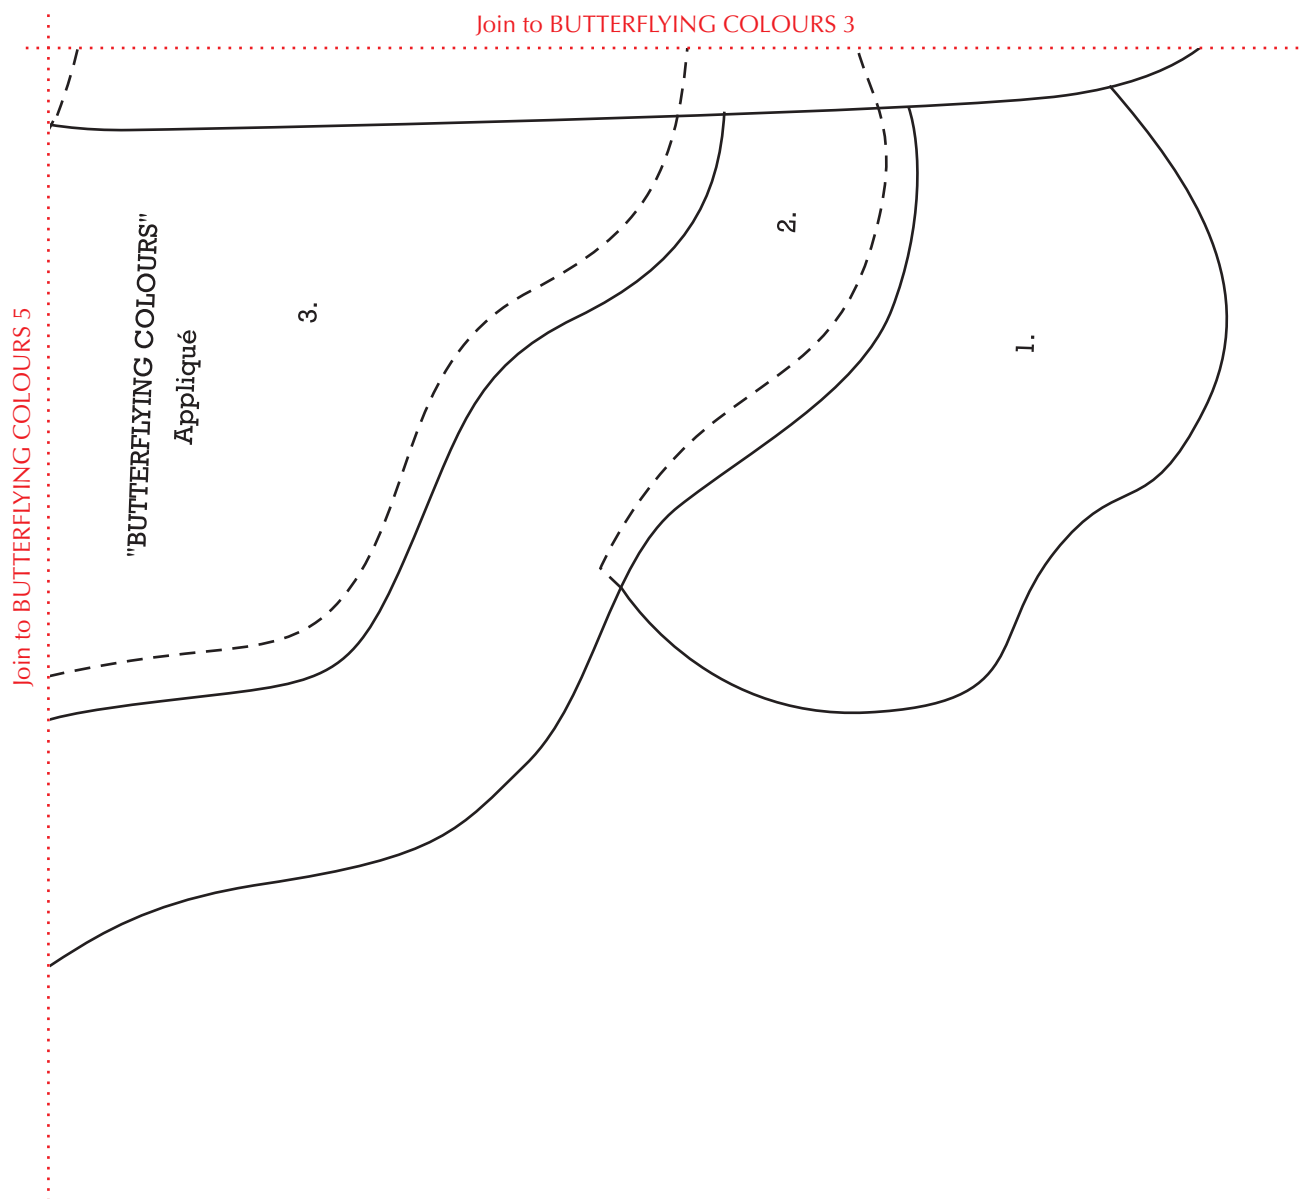 Join to BUTTERFLYING COLOURS 3
Join to BUTTERFLYING COLOURS 5
"BUTTERFLYING COLOURS"
Appliqué
3.
2.
1.